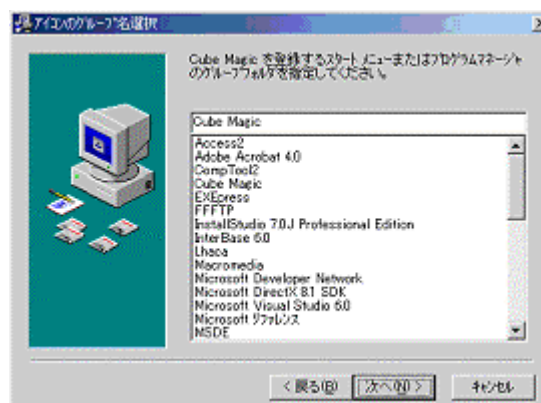 アイコンのグループ名選択
Cube Magic を登録するスタート メニューまたはプログラムマネージャ
のグループフォルダを指定してください。
Cube Magic
Access2
Adobe Acrobat 4.0
CompTool2
Cube Magic
EXEpress
FFFTP
InstallStudio 7.0J Professional Edition
InterBase 6.0
Lhaca
Macromedia
Microsoft Developer Network
Microsoft DirectX 8.1 SDK
Microsoft Visual Studio 6.0
Microsoft リファレンス
MSDE
< 戻る(B)
次へ(N) >
キャンセル